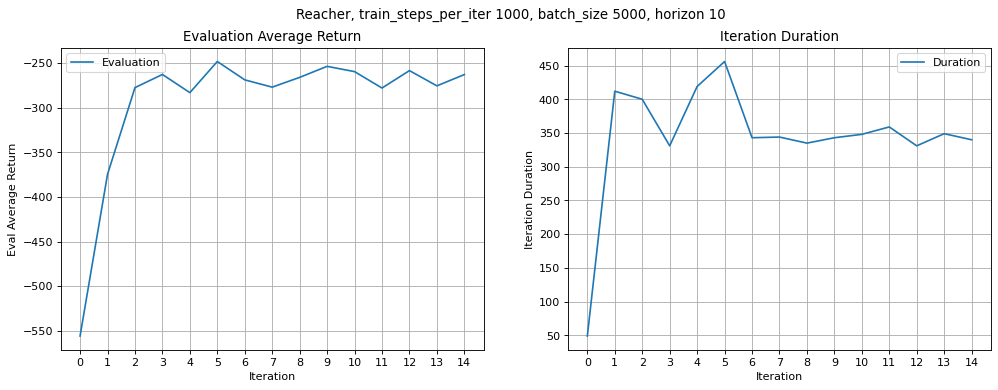 Reacher, train_steps_per_iter 1000, batch_size 5000, horizon 10
Evaluation Average Return
Evaluation
Eval Average Return
−250
−300
−350
−400
−450
−500
−550
0 1 2 3 4 5 6 7 8 9 10 11 12 13 14
Iteration
Iteration Duration
Duration
Iteration Duration
450
400
350
300
250
200
150
100
50
0 1 2 3 4 5 6 7 8 9 10 11 12 13 14
Iteration